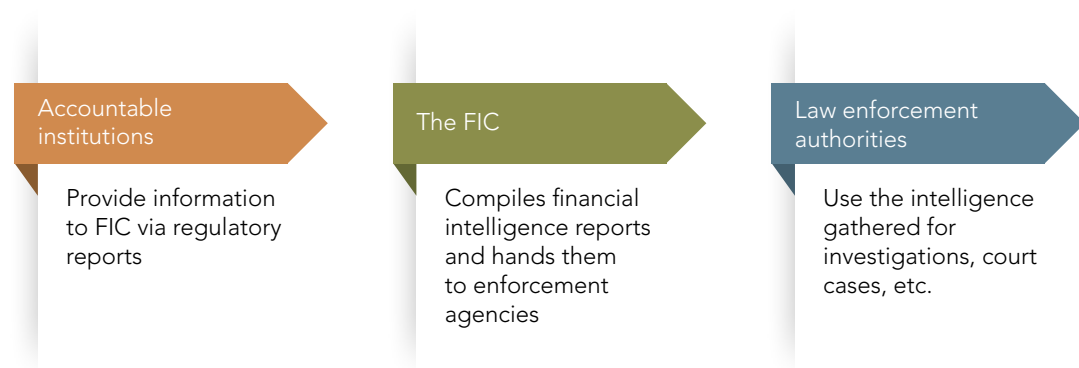 Accountable
institutions
Provide information
to FIC via regulatory
reports
The FIC
Compiles financial
intelligence reports
and hands them
to enforcement
agencies
Law enforcement
authorities
Use the intelligence
gathered for
investigations, court
cases, etc.